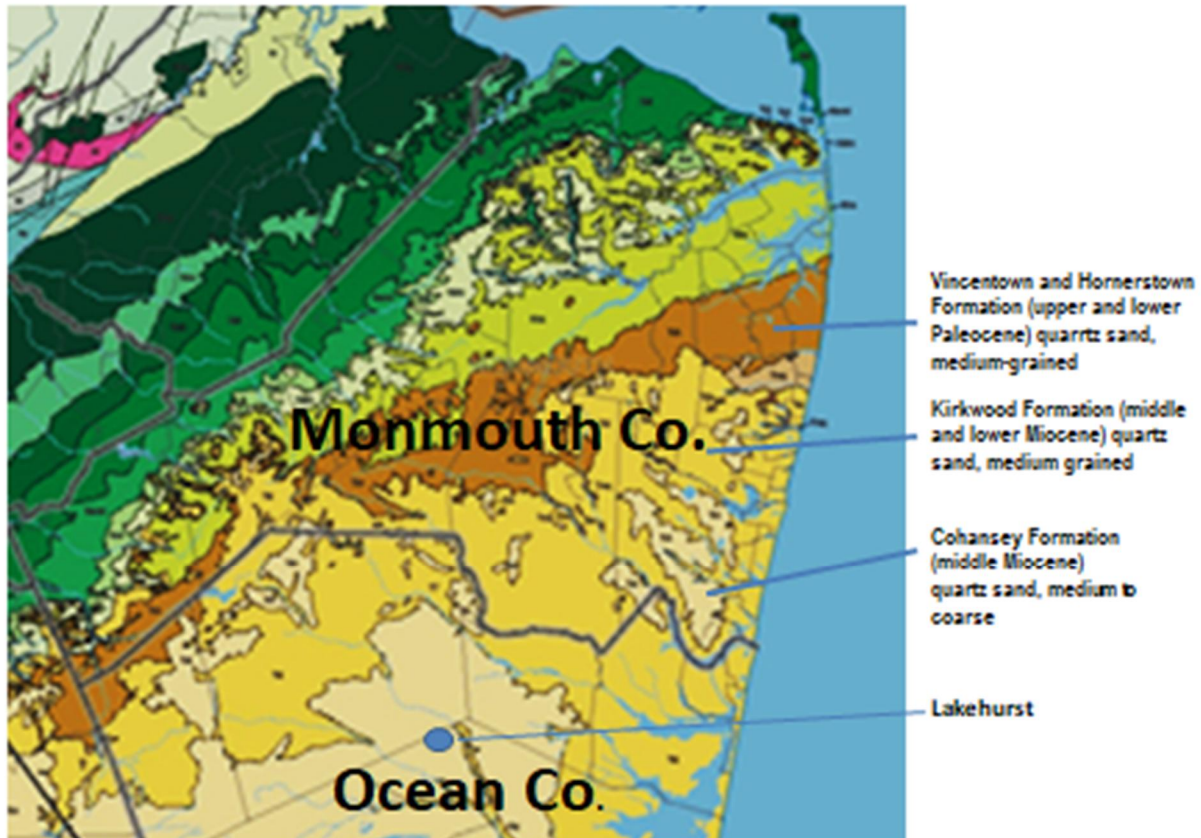 Vincentown and Hornerstown
Formation (upper and lower
Paleocene) quarrtz sand,
medium-grained
Kirkwood Formation (middle
and lower Miocene) quartz
sand, medium grained
Monmouth Co.
Cohansey Formation
(middle Miocene)
quartz sand, medium to
coarse
Lakehurst
Ocean Co.